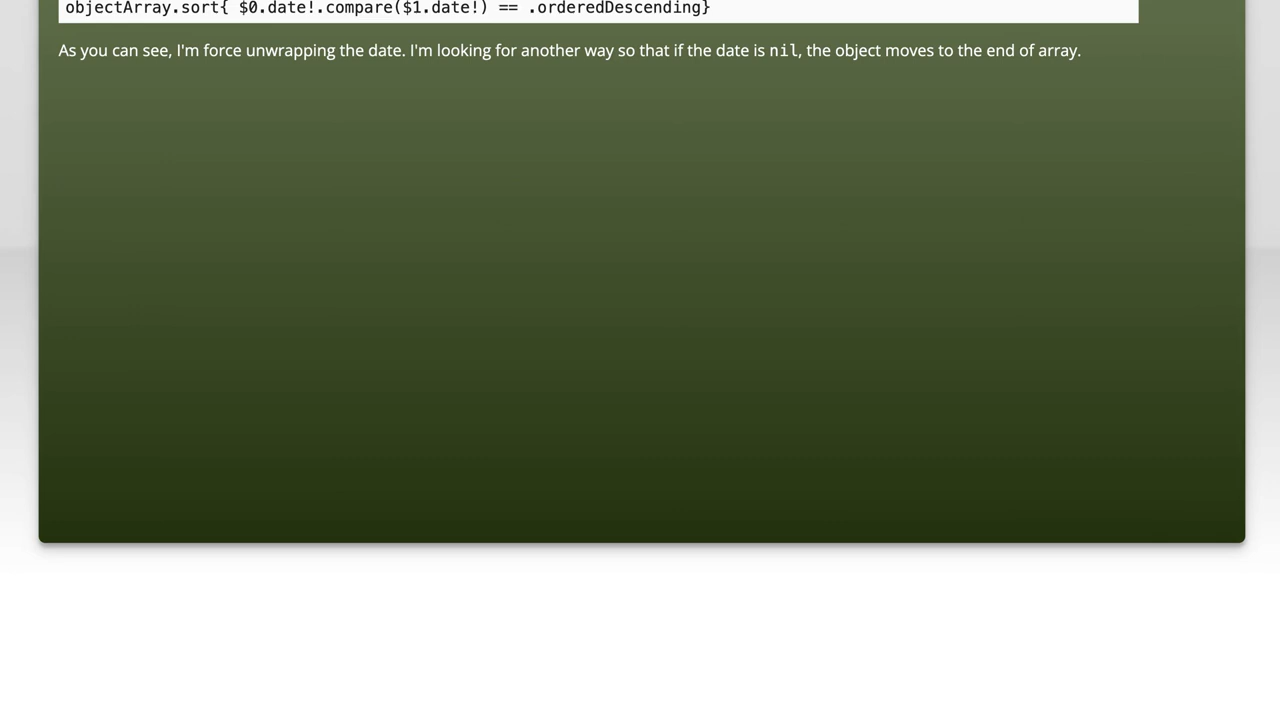 objectArray.sort{ $0.date!.compare($1.date!) == .orderedDescending}
As you can see, I'm force unwrapping the date. I'm looking for another way so that if the date is nil, the object moves to the end of array.